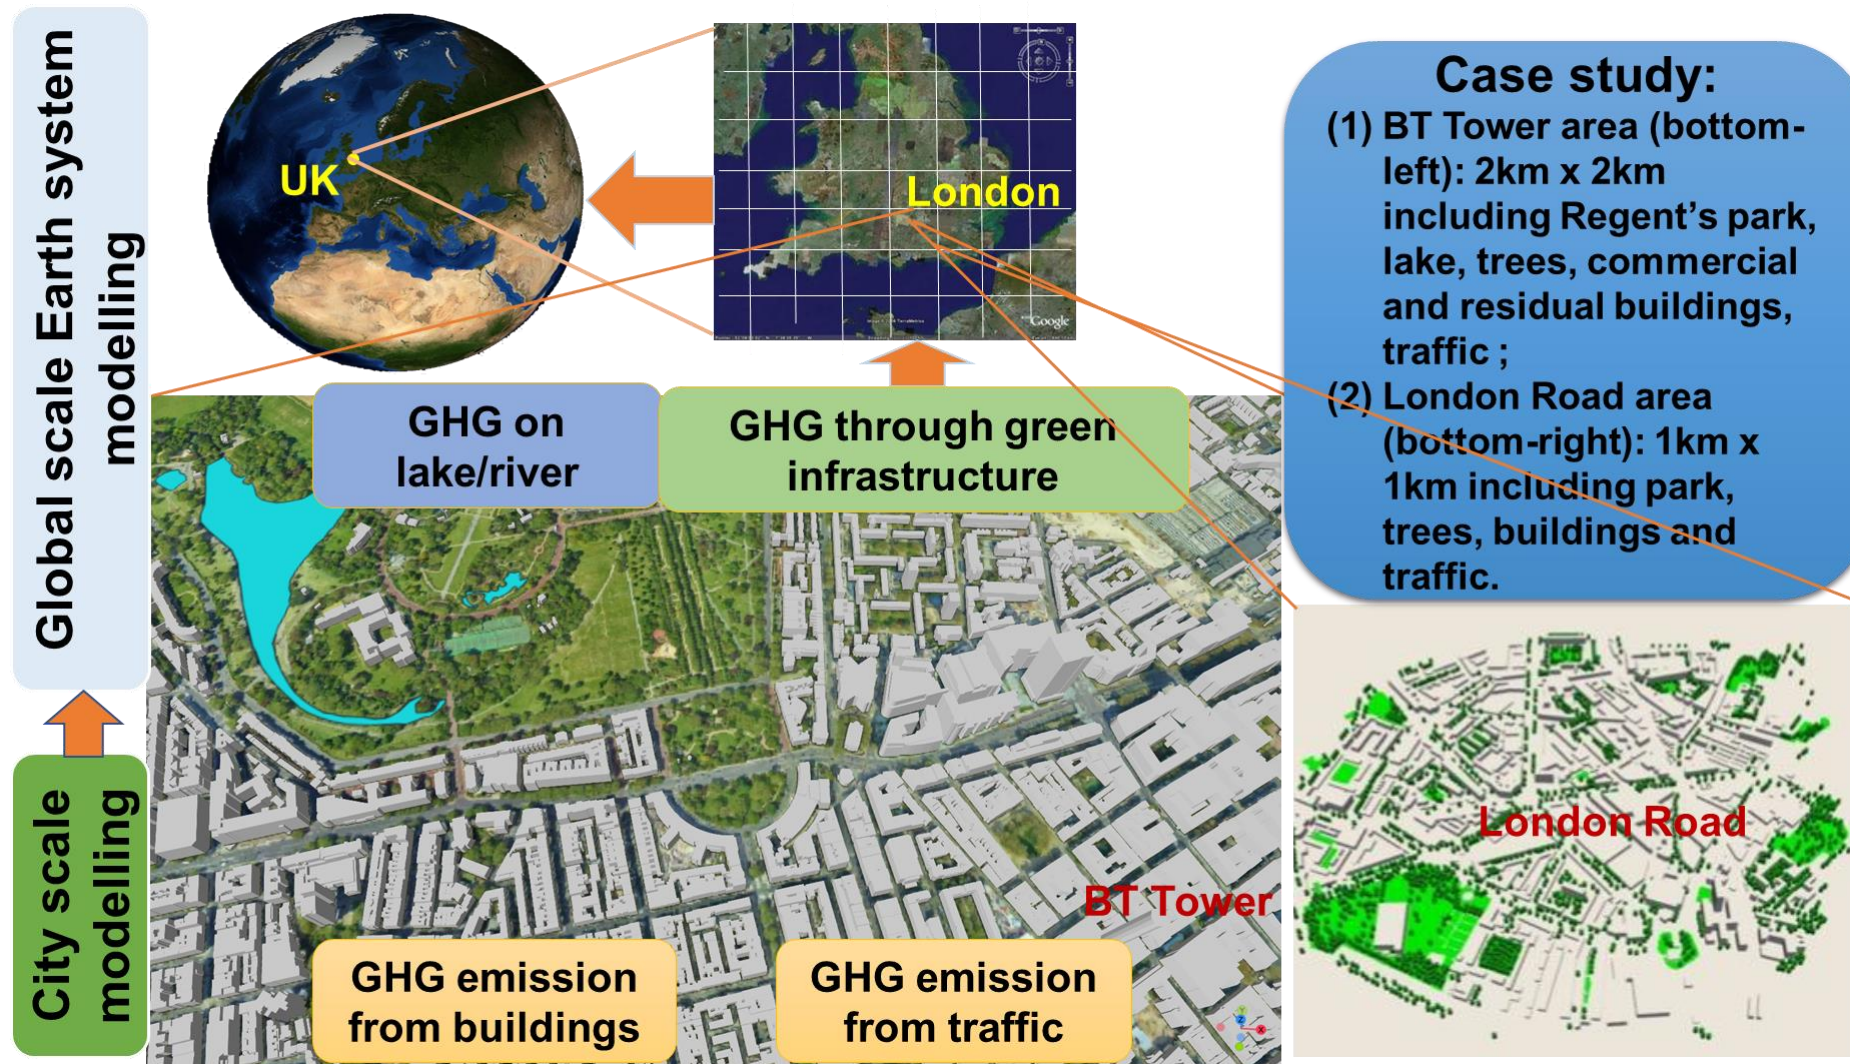 Global scale Earth system
modelling
City scale
modelling
UK
London
Google
Case study:
(1) BT Tower area (bottom-
left): 2km x 2km
including Regent’s park,
lake, trees, commercial
and residual buildings,
traffic ;
(2) London Road area
(bottom-right): 1km x
1km including park,
trees, buildings and
traffic.
GHG on
lake/river
GHG through green
infrastructure
BT Tower
London Road
GHG emission
from buildings
GHG emission
from traffic